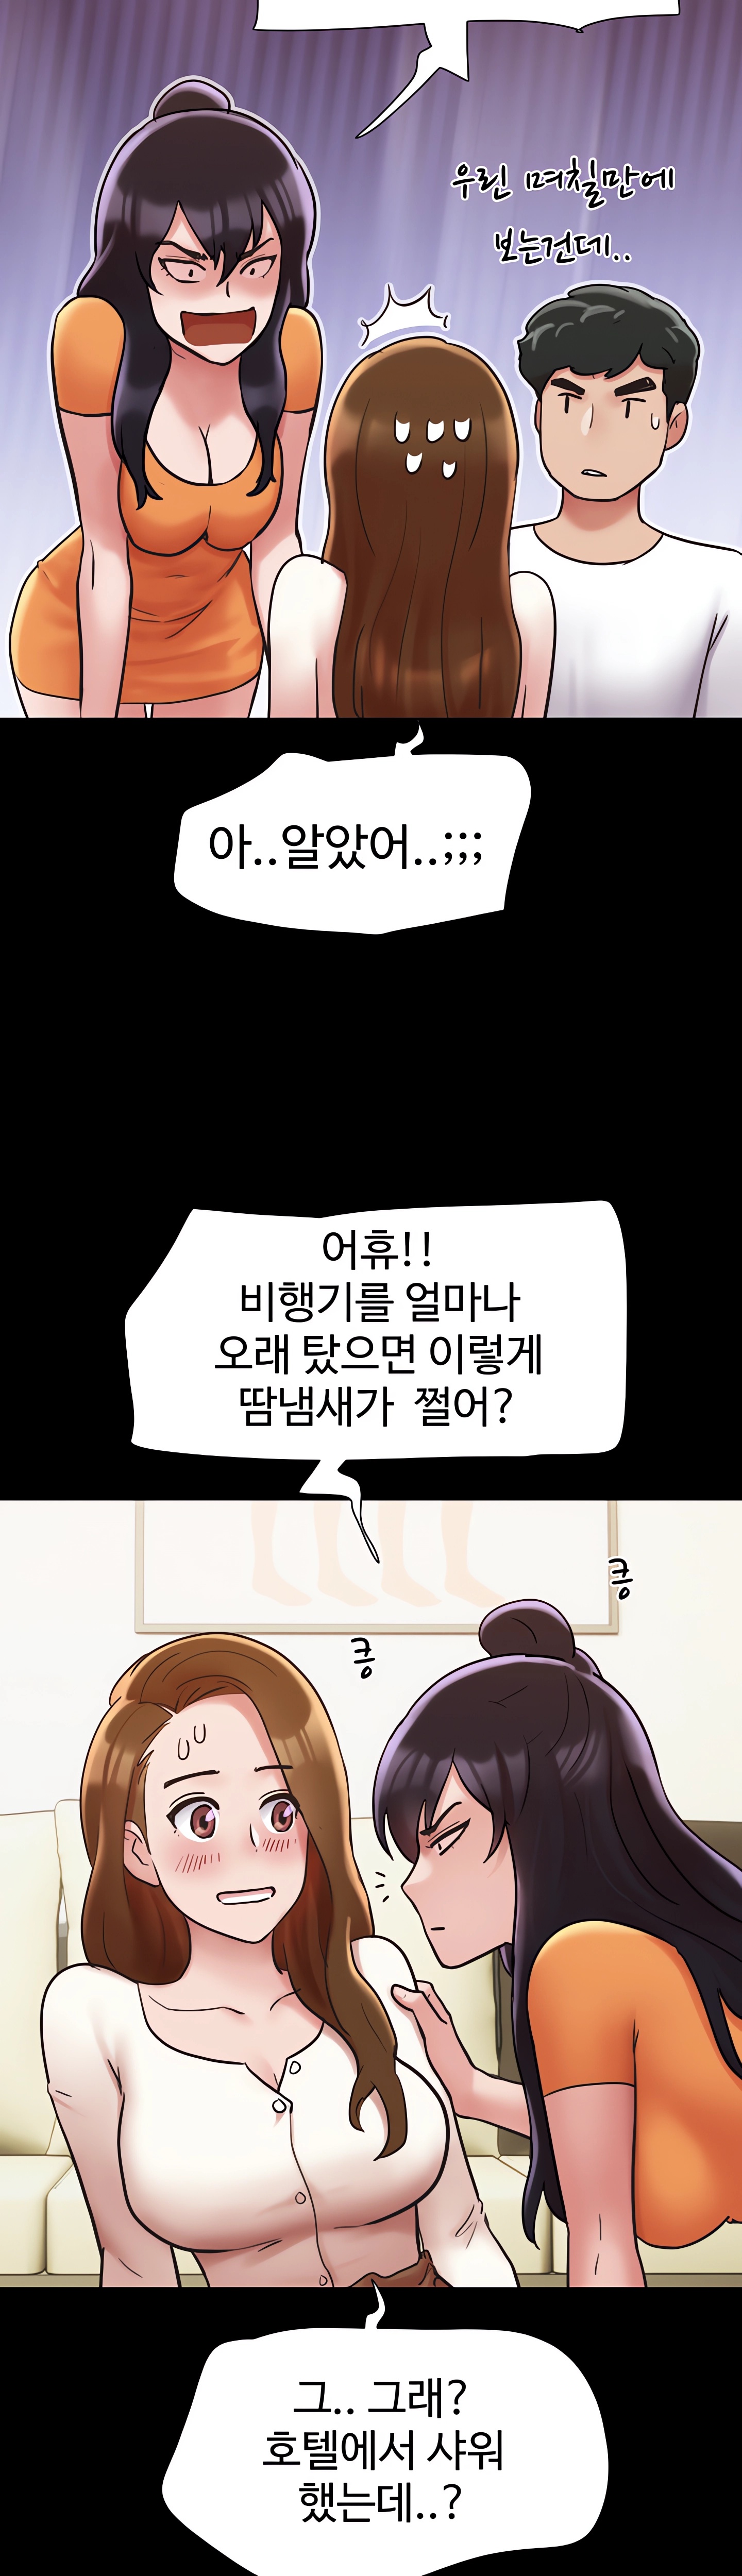 우린 며칠만에
보는건데..
아..알았어..;;;
어휴!!
비행기를 얼마나
오래 탔으면 이렇게
땀냄새가 쩔어?
킁
킁
그.. 그래?
호텔에서 샤워
했는데..?